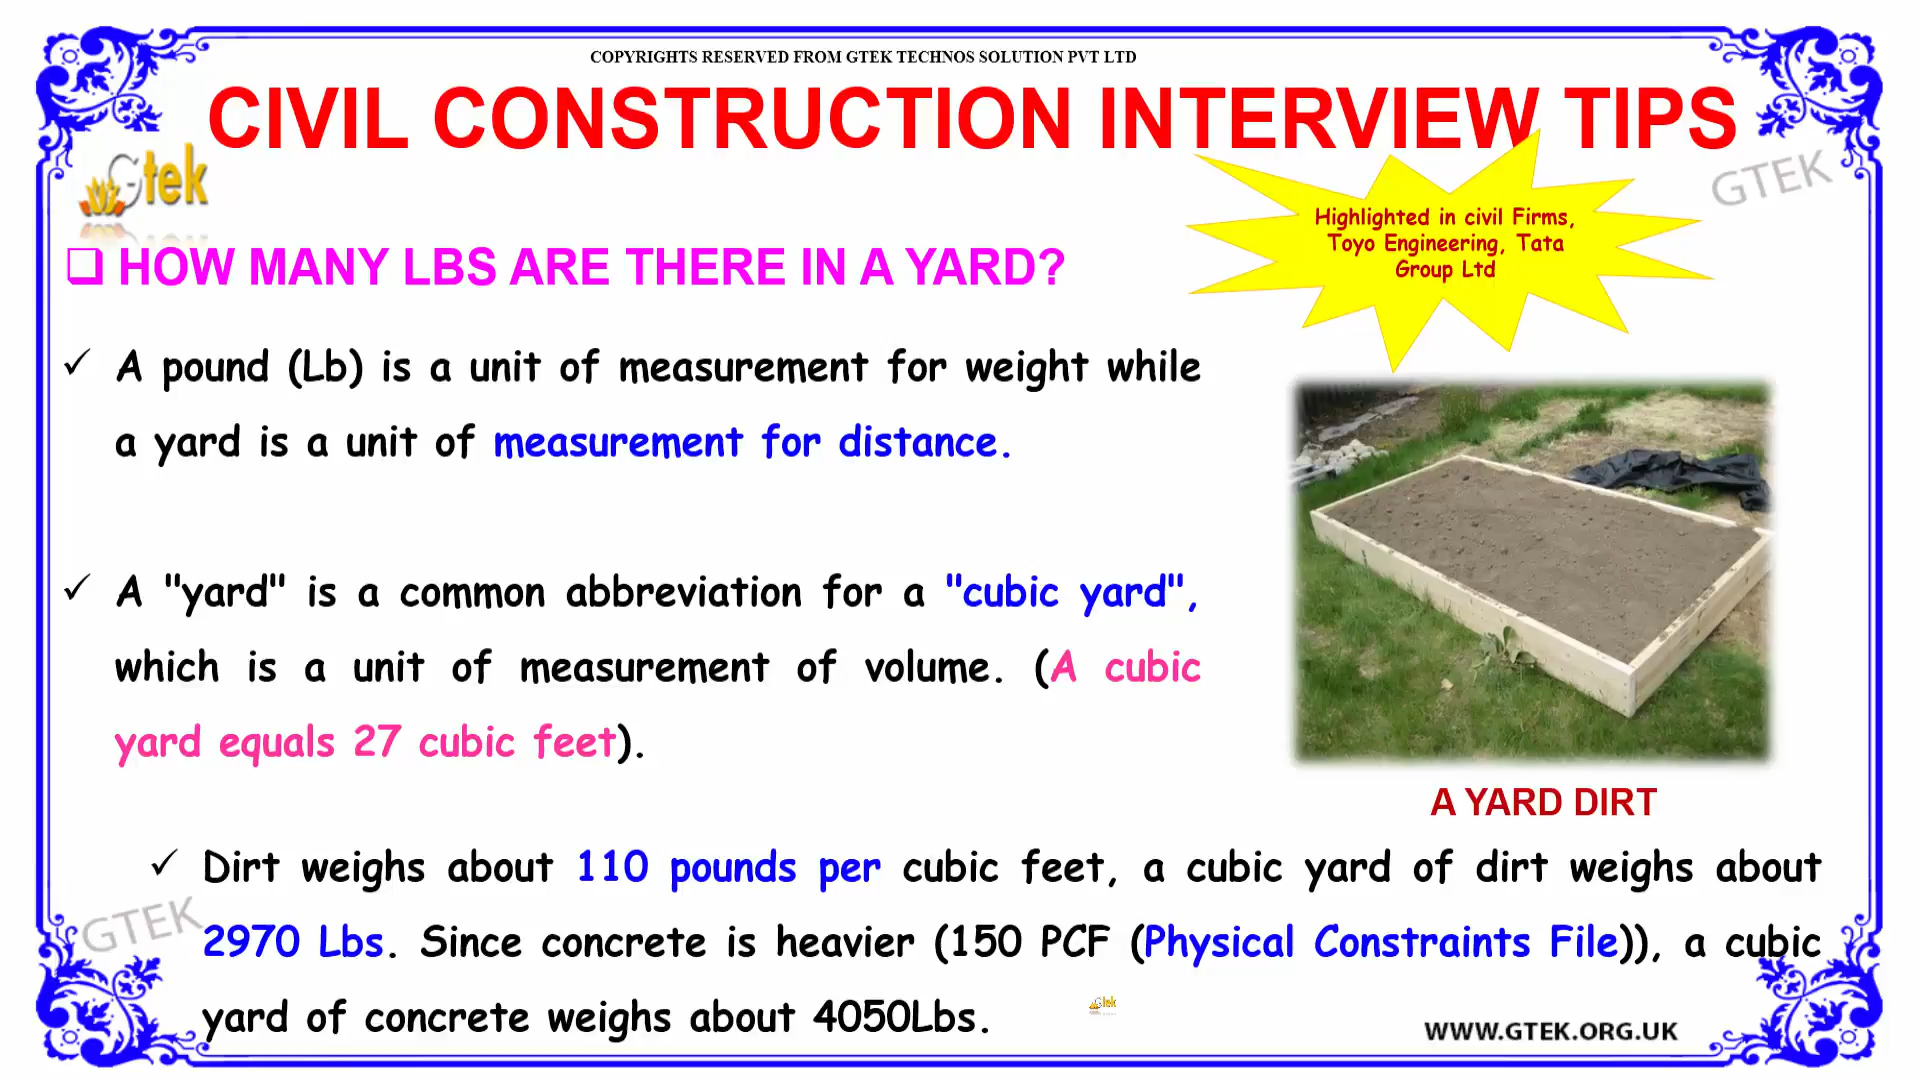 COPYRIGHTS RESERVED FROM GTEK TECHNOS SOLUTION PVT LTD
CIVIL CONSTRUCTION INTERVIEW TIPS
Gtek
GTEK
Highlighted in civil Firms,
Toyo Engineering, Tata
Group Ltd
❑ HOW MANY LBS ARE THERE IN A YARD?
✓ A pound (Lb) is a unit of measurement for weight while
a yard is a unit of measurement for distance.
✓ A "yard" is a common abbreviation for a "cubic yard",
which is a unit of measurement of volume. (A cubic
yard equals 27 cubic feet).
A YARD DIRT
✓ Dirt weighs about 110 pounds per cubic feet, a cubic yard of dirt weighs about
2970 Lbs. Since concrete is heavier (150 PCF (Physical Constraints File)), a cubic
yard of concrete weighs about 4050Lbs.
GTEK
Gtek
WWW.GTEK.ORG.UK